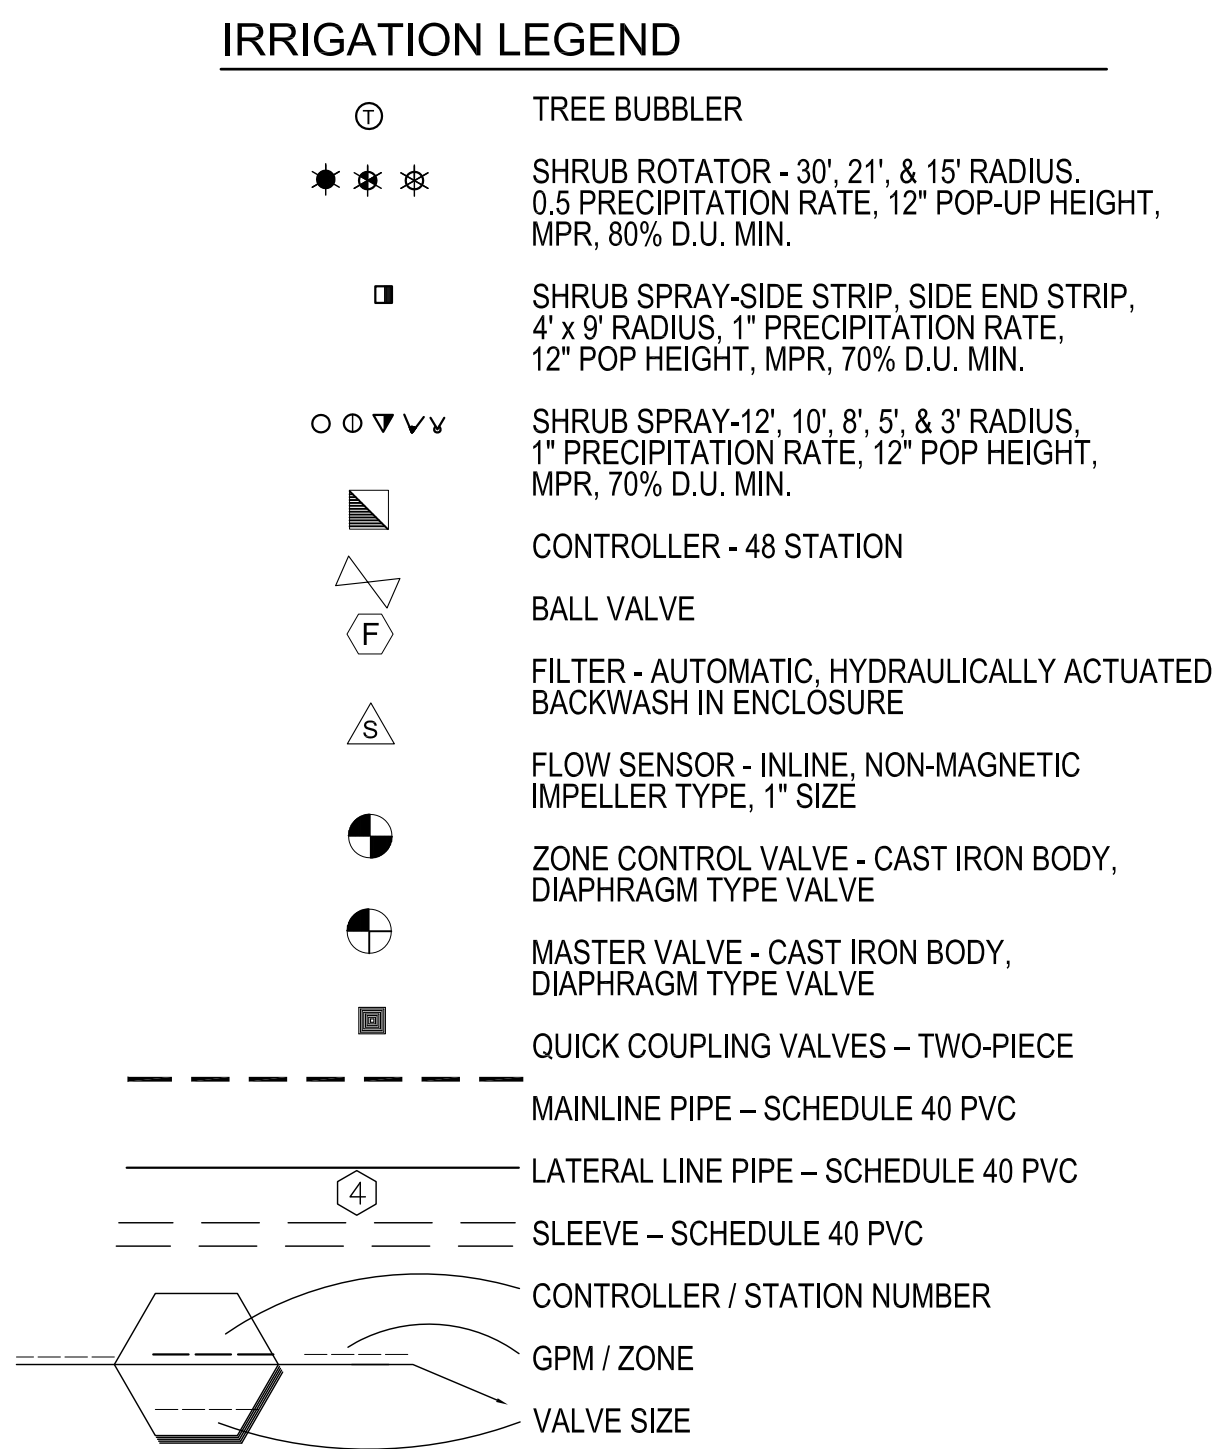 IRRIGATION LEGEND
T
TREE BUBBLER
SHRUB ROTATOR - 30', 21', & 15' RADIUS.
0.5 PRECIPITATION RATE, 12" POP-UP HEIGHT,
MPR, 80% D.U. MIN.
SHRUB SPRAY-SIDE STRIP, SIDE END STRIP,
4' x 9' RADIUS, 1" PRECIPITATION RATE,
12" POP HEIGHT, MPR, 70% D.U. MIN.
SHRUB SPRAY-12', 10', 8', 5', & 3' RADIUS,
1" PRECIPITATION RATE, 12" POP HEIGHT,
MPR, 70% D.U. MIN.
CONTROLLER - 48 STATION
BALL VALVE
F
FILTER - AUTOMATIC, HYDRAULICALLY ACTUATED
BACKWASH IN ENCLOSURE
S
FLOW SENSOR - INLINE, NON-MAGNETIC
IMPELLER TYPE, 1" SIZE
ZONE CONTROL VALVE - CAST IRON BODY,
DIAPHRAGM TYPE VALVE
MASTER VALVE - CAST IRON BODY,
DIAPHRAGM TYPE VALVE
QUICK COUPLING VALVES – TWO-PIECE
MAINLINE PIPE – SCHEDULE 40 PVC
LATERAL LINE PIPE – SCHEDULE 40 PVC
4
SLEEVE – SCHEDULE 40 PVC
CONTROLLER / STATION NUMBER
GPM / ZONE
VALVE SIZE